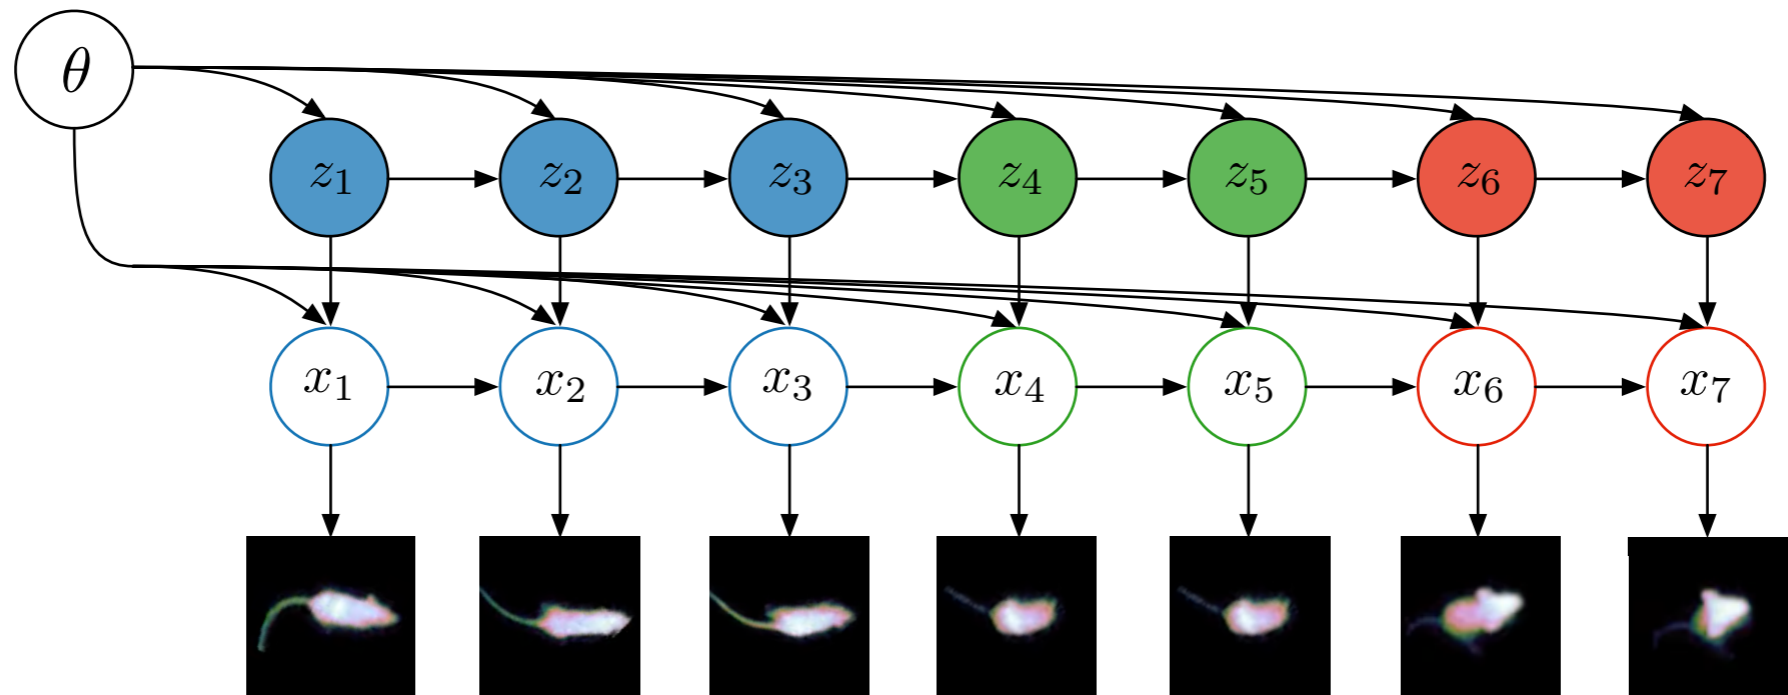 θ
z₁ z₂ z₃ z₄ z₅ z₆ z₇
x₁ x₂ x₃ x₄ x₅ x₆ x₇